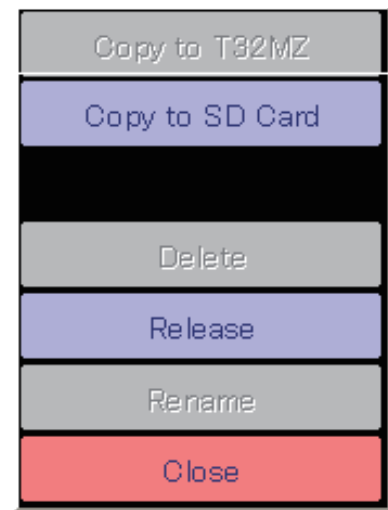 Copy to T32MZ
Copy to SD Card
Delete
Release
Rename
Close